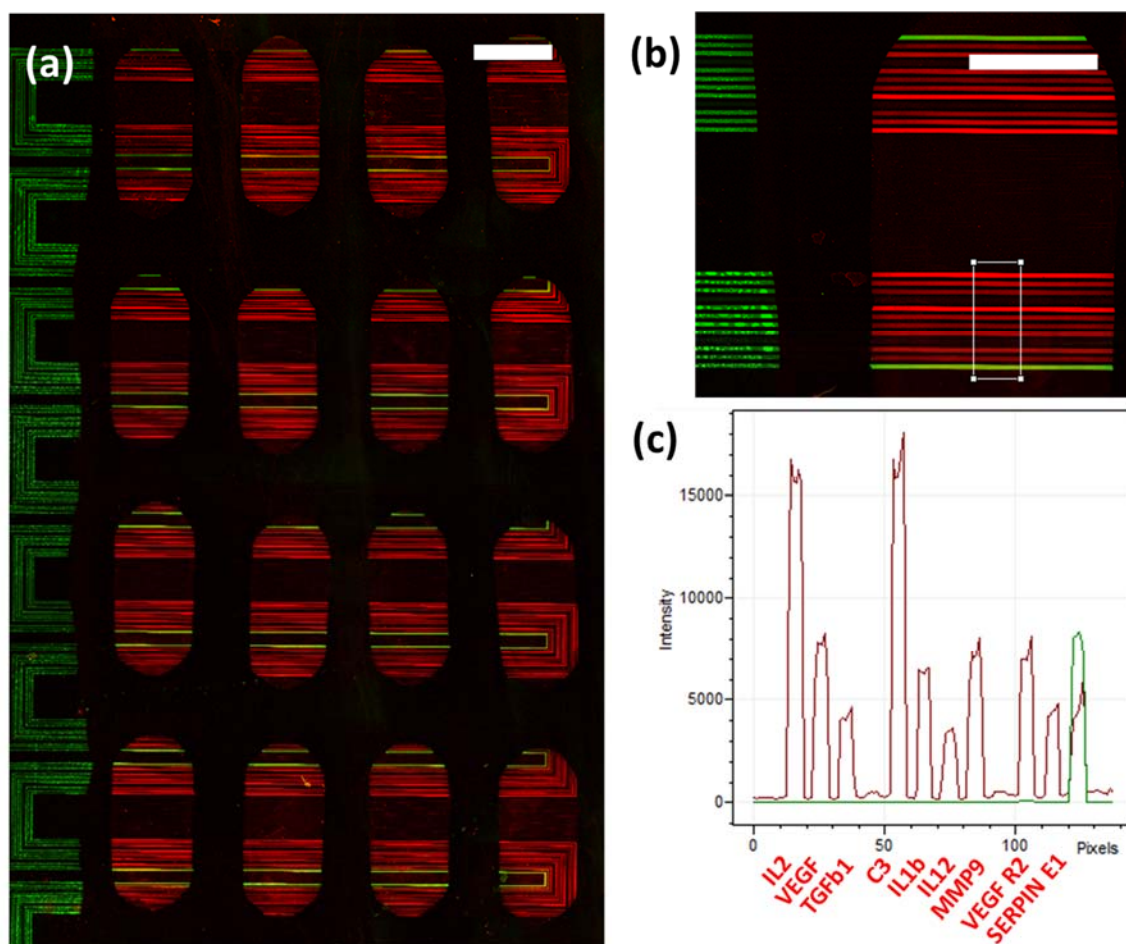 (a)
(b)
(c)
15000
10000
5000
0
Intensity
0
50
100
Pixels
IL2
VEGF
TGFb1
C3
IL1b
IL12
MMP9
VEGF R2
SERPIN E1